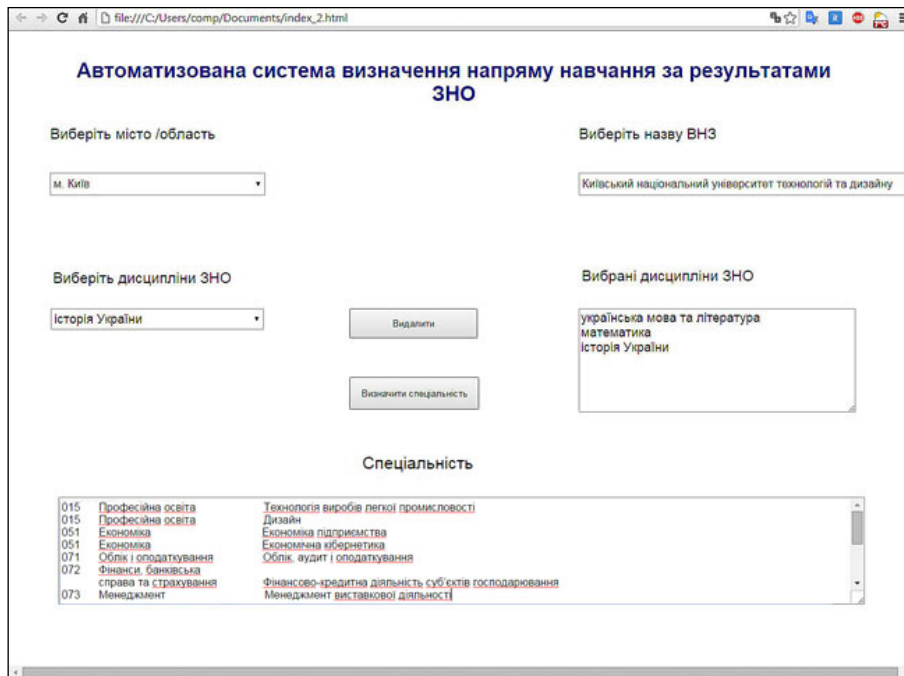 file:///C:/Users/comp/Documents/index_2.html
Автоматизована система визначення напряму навчання за результатами
ЗНО
Виберіть місто /область
Виберіть назву ВНЗ
м. Київ
Київський національний університет технологій та дизайну
Виберіть дисципліни ЗНО
Вибрані дисципліни ЗНО
історія України
Видалити
українська мова та література
математика
історія України
Визначити спеціальність
Спеціальність
015 Професійна освіта Технологія виробів легкої промисловості
015 Професійна освіта Дизайн
051 Економіка Економіка підприємства
051 Економіка Економічна кібернетика
071 Облік і оподаткування Облік, аудит і оподаткування
072 Фінанси, банківська
справа та страхування Фінансово-кредитна діяльність суб'єктів господарювання
073 Менеджмент Менеджмент виставкової діяльності